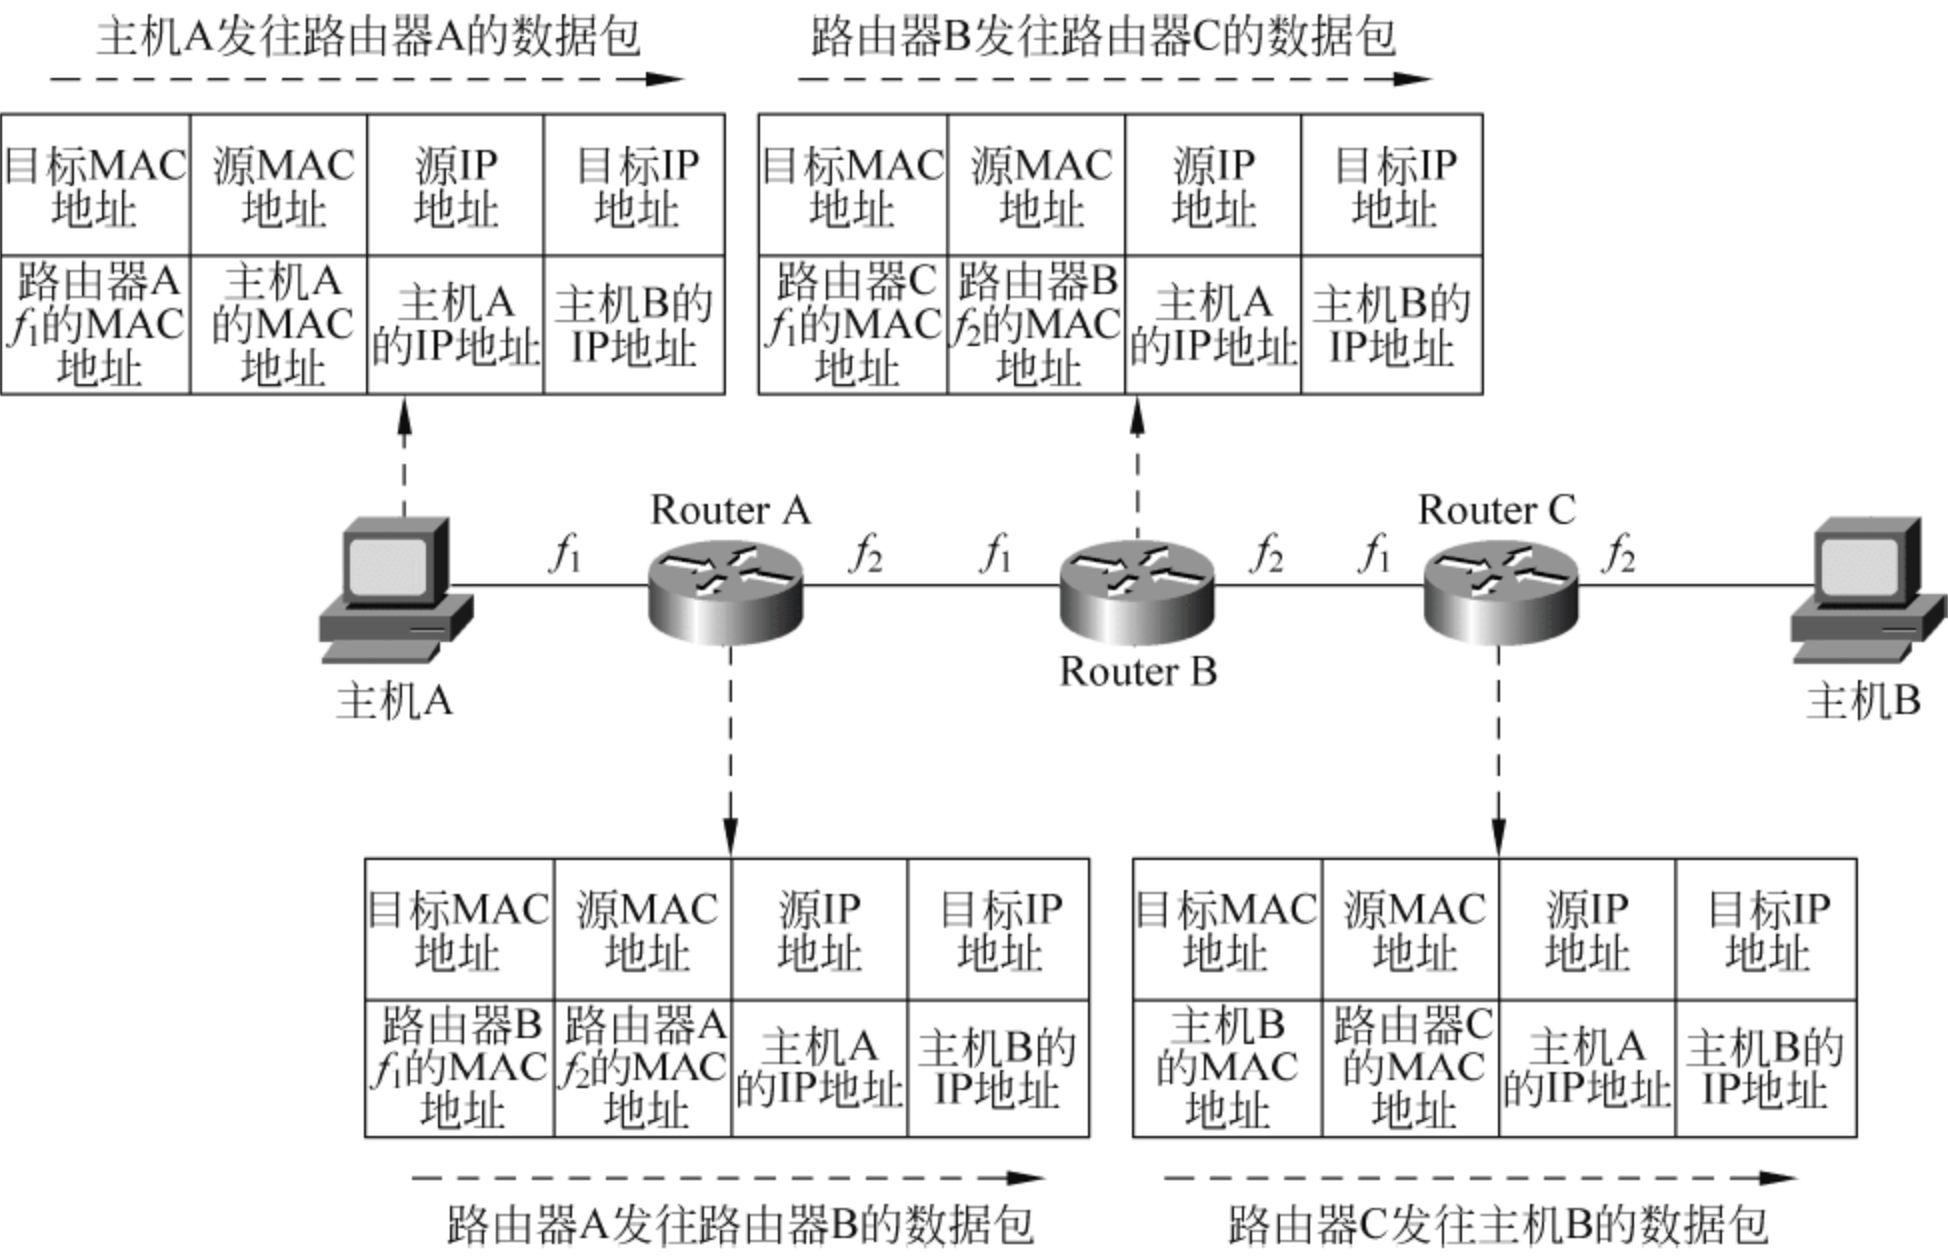 主机A发往路由器A的数据包
目标MAC
地址
源MAC
地址
源IP
地址
目标IP
地址
路由器A
f1的MAC
地址
主机A
的MAC
地址
主机A
的IP地址
主机B的
IP地址
路由器B发往路由器C的数据包
目标MAC
地址
源MAC
地址
源IP
地址
目标IP
地址
路由器C
f1的MAC
地址
路由器B
f2的MAC
地址
主机A
的IP地址
主机B的
IP地址
主机A
f1
Router A
f2
f1
Router B
f2
f1
Router C
f2
主机B
目标MAC
地址
源MAC
地址
源IP
地址
目标IP
地址
路由器B
f1的MAC
地址
路由器A
f2的MAC
地址
主机A
的IP地址
主机B的
IP地址
路由器A发往路由器B的数据包
目标MAC
地址
源MAC
地址
源IP
地址
目标IP
地址
主机B
的MAC
地址
路由器C
的MAC
地址
主机A
的IP地址
主机B的
IP地址
路由器C发往主机B的数据包